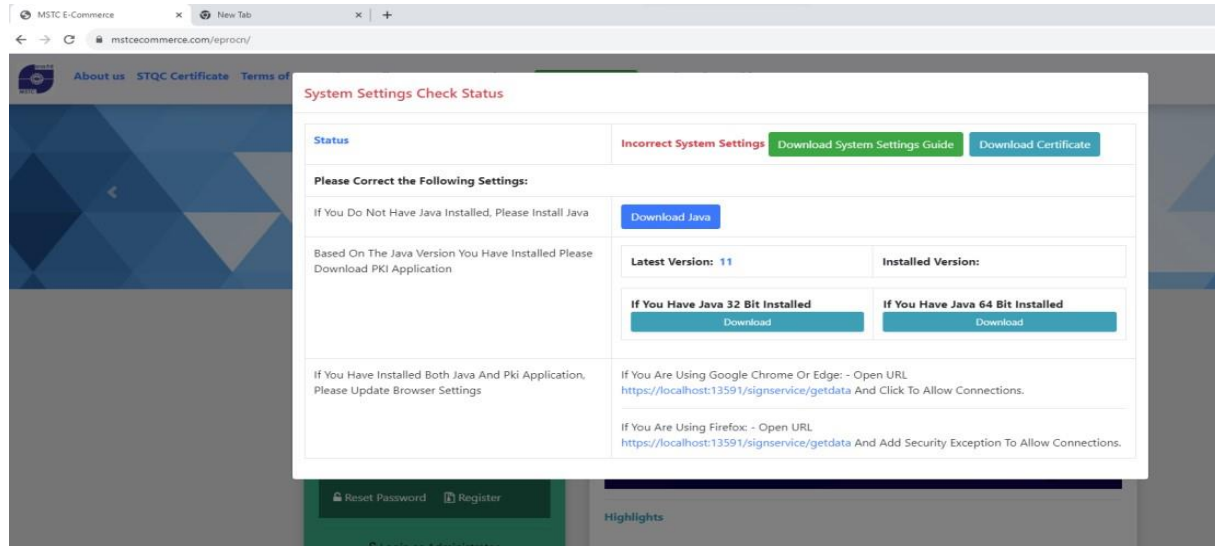 MSTC E-Commerce
New Tab
mstcecommerce.com/eprocn/
About us STQC Certificate Terms of
System Settings Check Status
Status
Incorrect System Settings Download System Settings Guide Download Certificate
Please Correct the Following Settings:
If You Do Not Have Java Installed, Please Install Java
Download Java
Based On The Java Version You Have Installed Please
Download PKI Application
Latest Version: 11
Installed Version:
If You Have Java 32 Bit Installed
Download
If You Have Java 64 Bit Installed
Download
If You Have Installed Both Java And Pki Application,
Please Update Browser Settings
If You Are Using Google Chrome Or Edge: - Open URL
https://localhost:13591/signservice/getdata And Click To Allow Connections.
If You Are Using Firefox: - Open URL
https://localhost:13591/signservice/getdata And Add Security Exception To Allow Connections.
Reset Password Register
Highlights